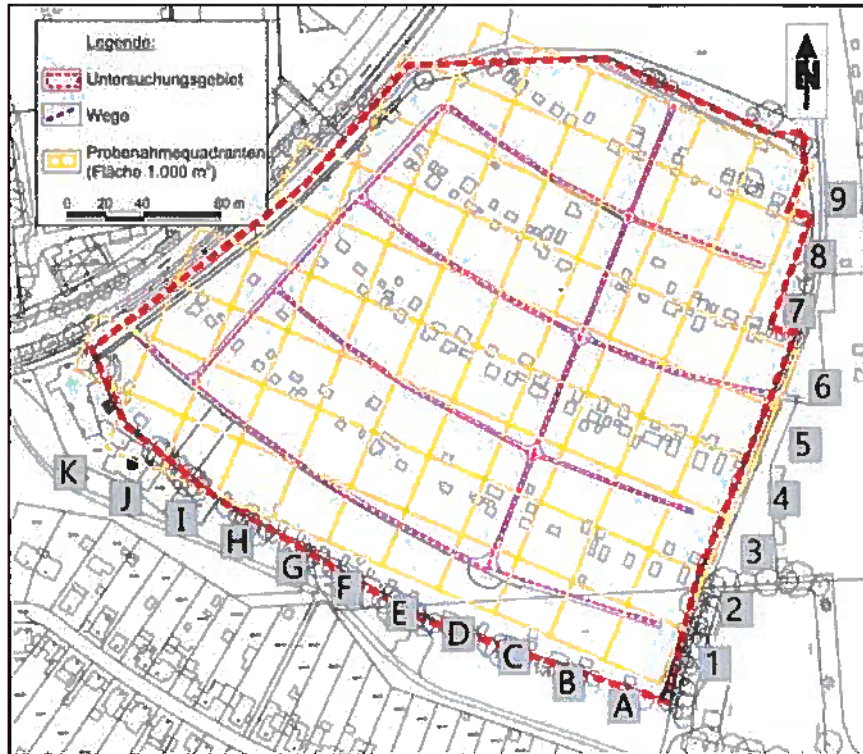 Legende:
Untersuchungsgebiet
Wege
Probenahmequadranten
(Fläche 1.000 m²)
0 20 40 80 m
N
9
8
7
6
5
4
3
2
1
K
J
I
H
G
F
E
D
C
B
A